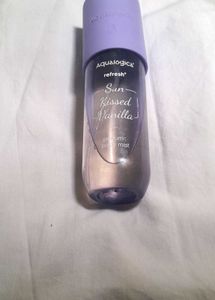 Aqualogica
refresh+
Sun
Kissed
Vanilla
mist